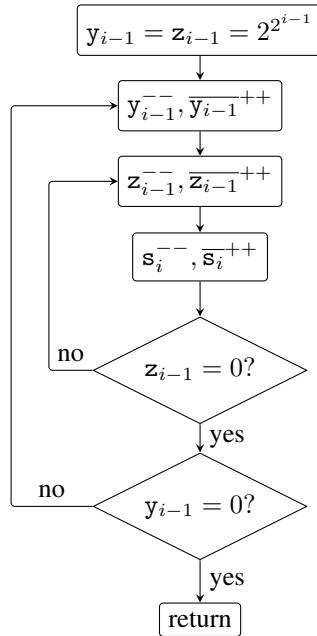 y_{i−1} = z_{i−1} = 2^{2^{i−1}}
y_{i−1}^{−−}, \overline{y_{i−1}}^{++}
z_{i−1}^{−−}, \overline{z_{i−1}}^{++}
s_i^{−−}, \overline{s_i}^{++}
no
z_{i−1} = 0?
yes
no
y_{i−1} = 0?
yes
return